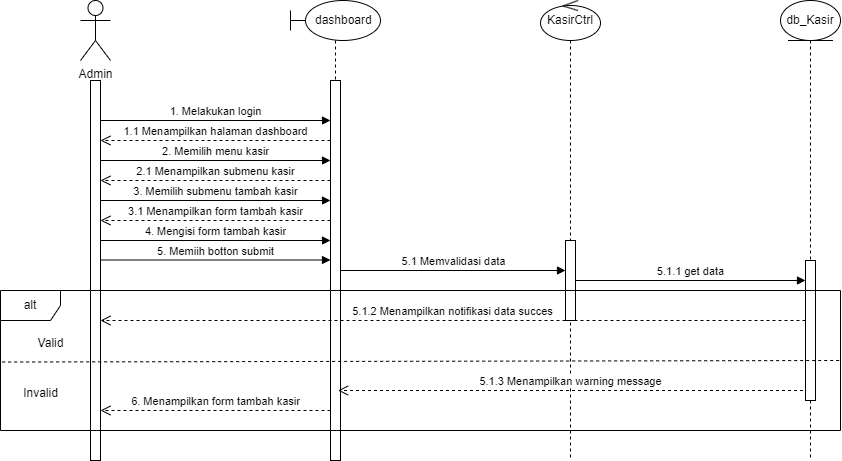 dashboard
KasirCtrl
db_Kasir
Admin
1. Melakukan login
1.1 Menampilkan halaman dashboard
2. Memilih menu kasir
2.1 Menampilkan submenu kasir
3. Memilih submenu tambah kasir
3.1 Menampilkan form tambah kasir
4. Mengisi form tambah kasir
5. Memiih botton submit
5.1 Memvalidasi data
5.1.1 get data
alt
5.1.2 Menampilkan notifikasi data succes
Valid
5.1.3 Menampilkan warning message
Invalid
6. Menampilkan form tambah kasir